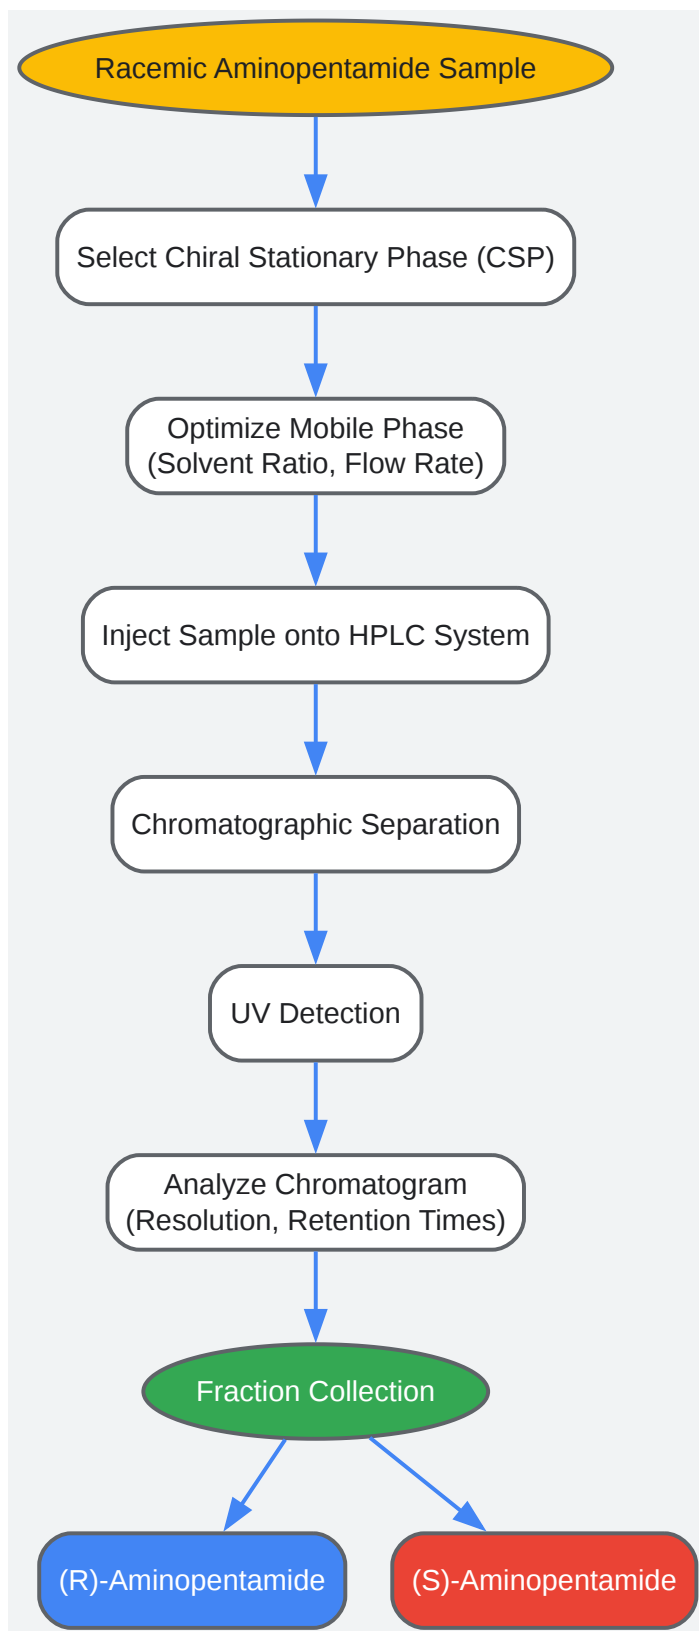 Racemic Aminopentamide Sample
Select Chiral Stationary Phase (CSP)
Optimize Mobile Phase
(Solvent Ratio, Flow Rate)
Inject Sample onto HPLC System
Chromatographic Separation
UV Detection
Analyze Chromatogram
(Resolution, Retention Times)
Fraction Collection
(R)-Aminopentamide
(S)-Aminopentamide